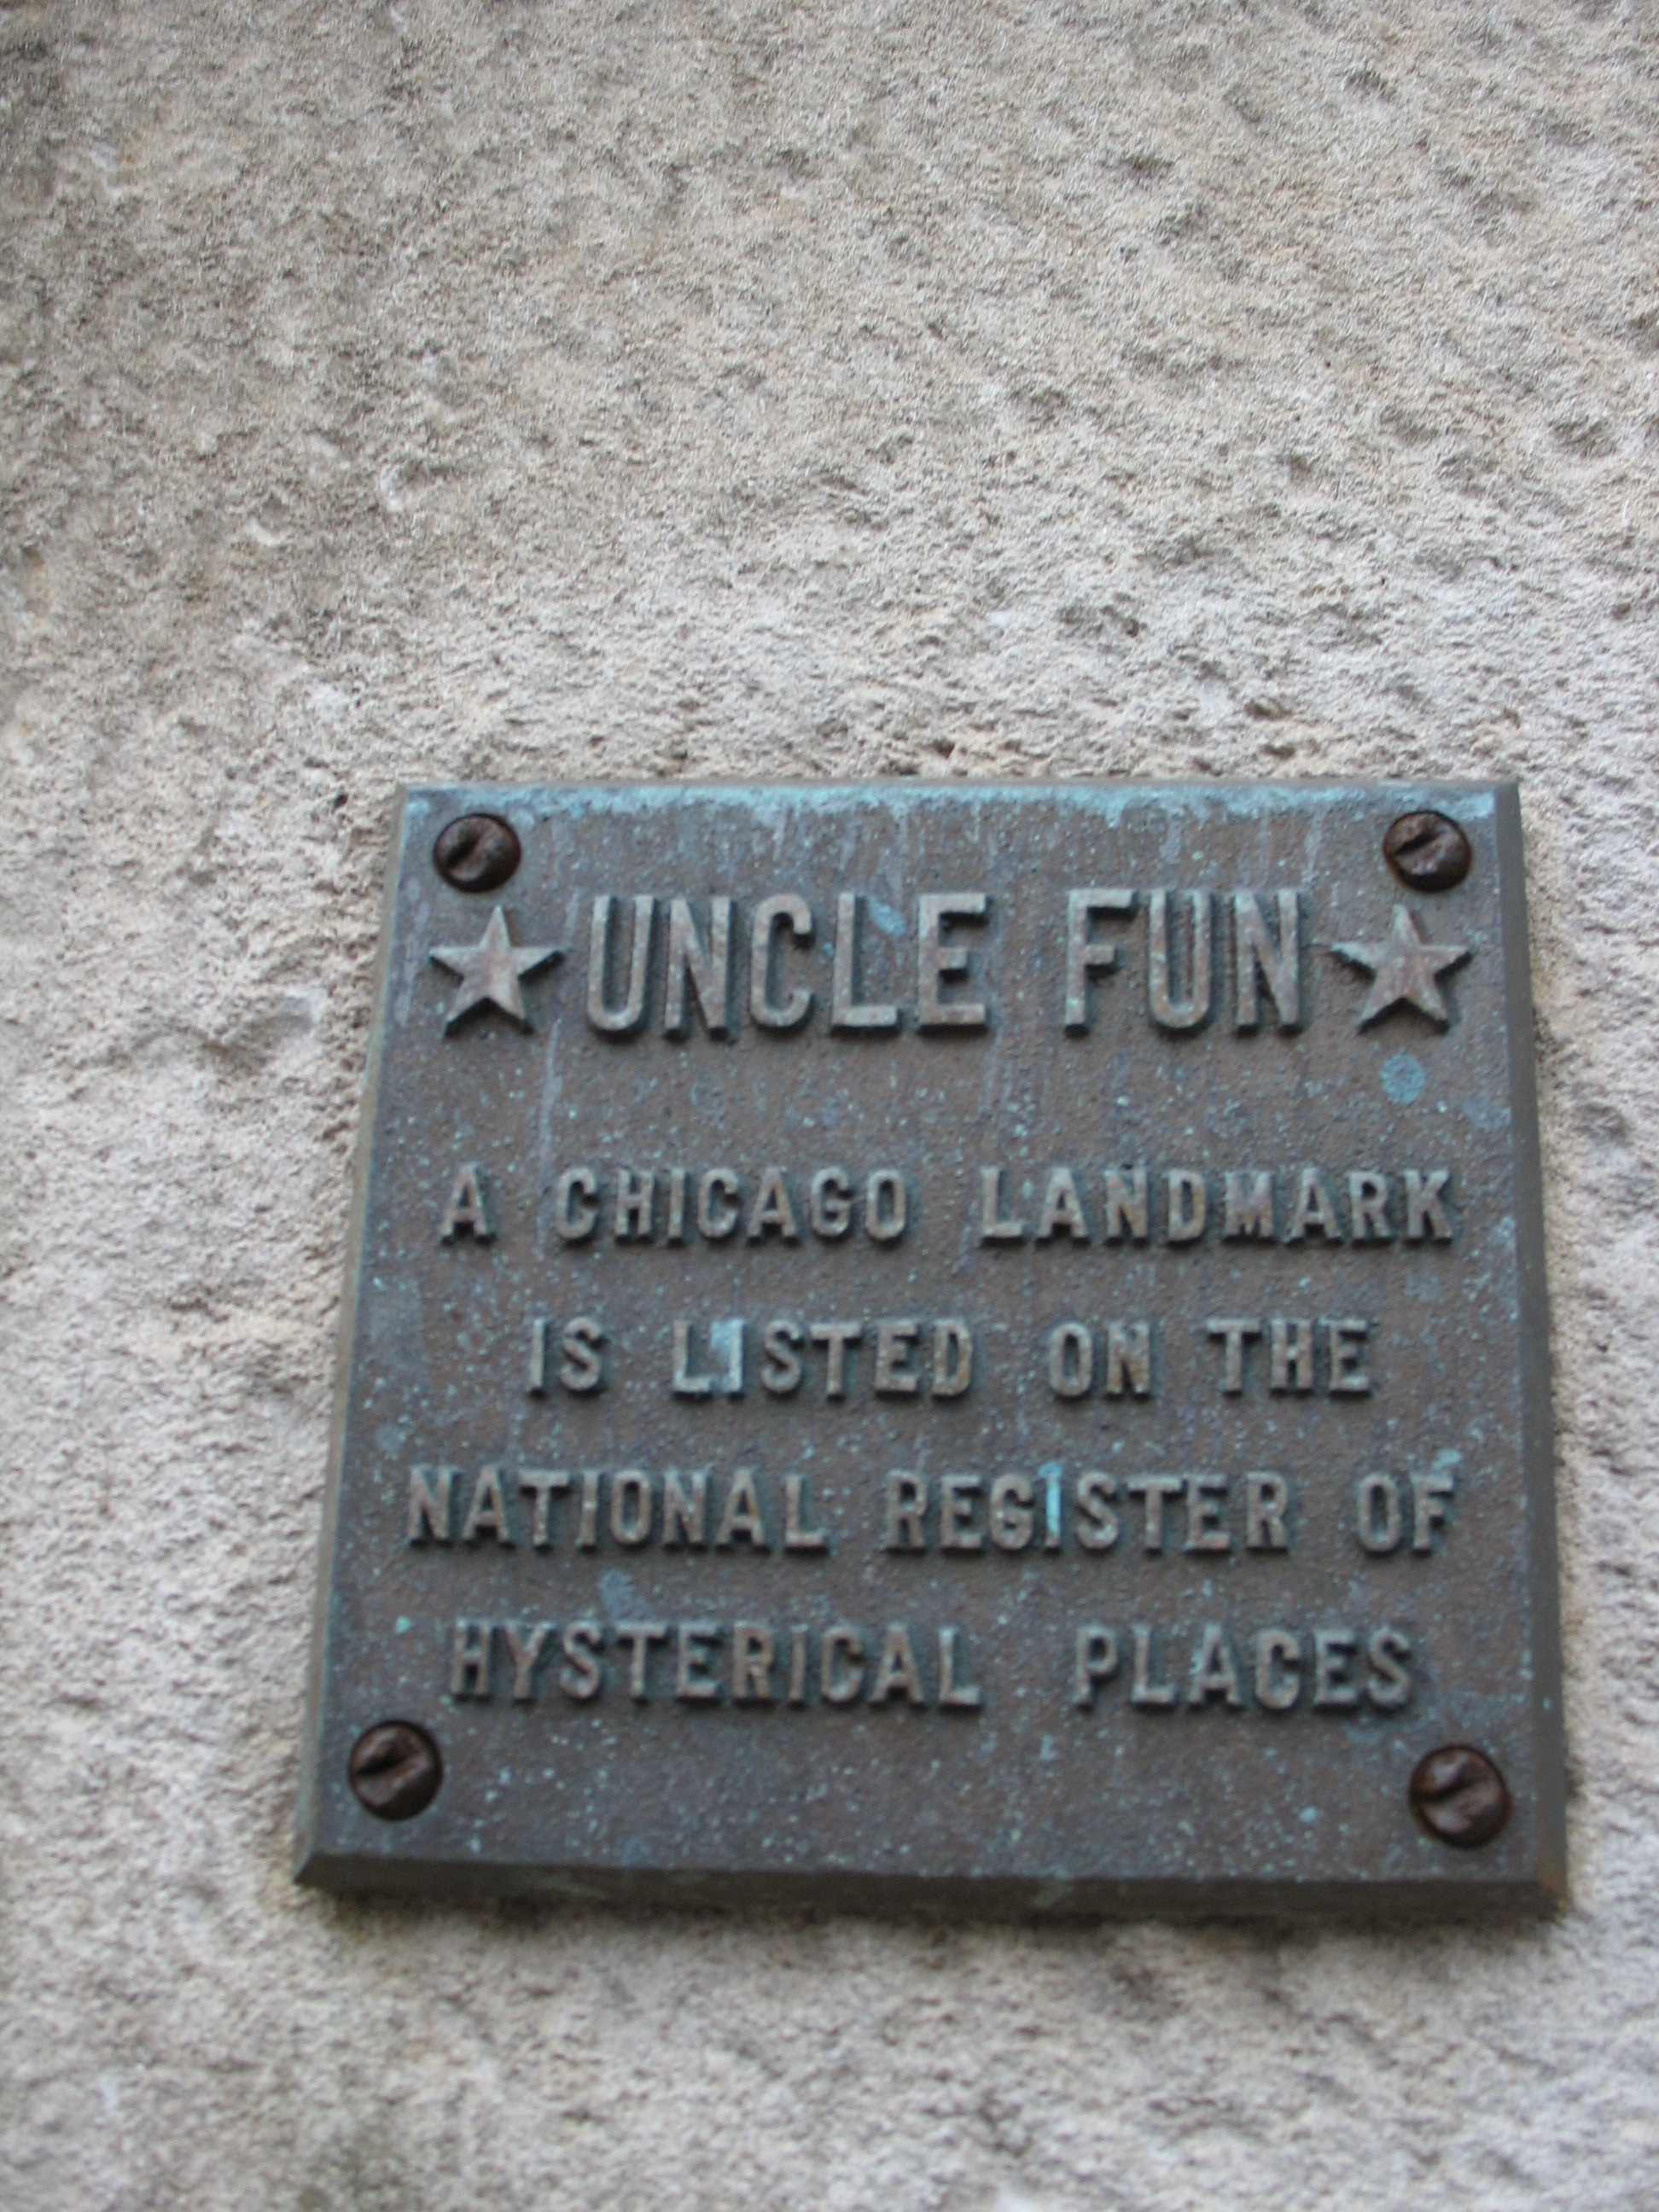 UNCLE FUN
A CHICAGO LANDMARK
IS LISTED ON THE
NATIONAL REGISTER OF
HYSTERICAL PLACES